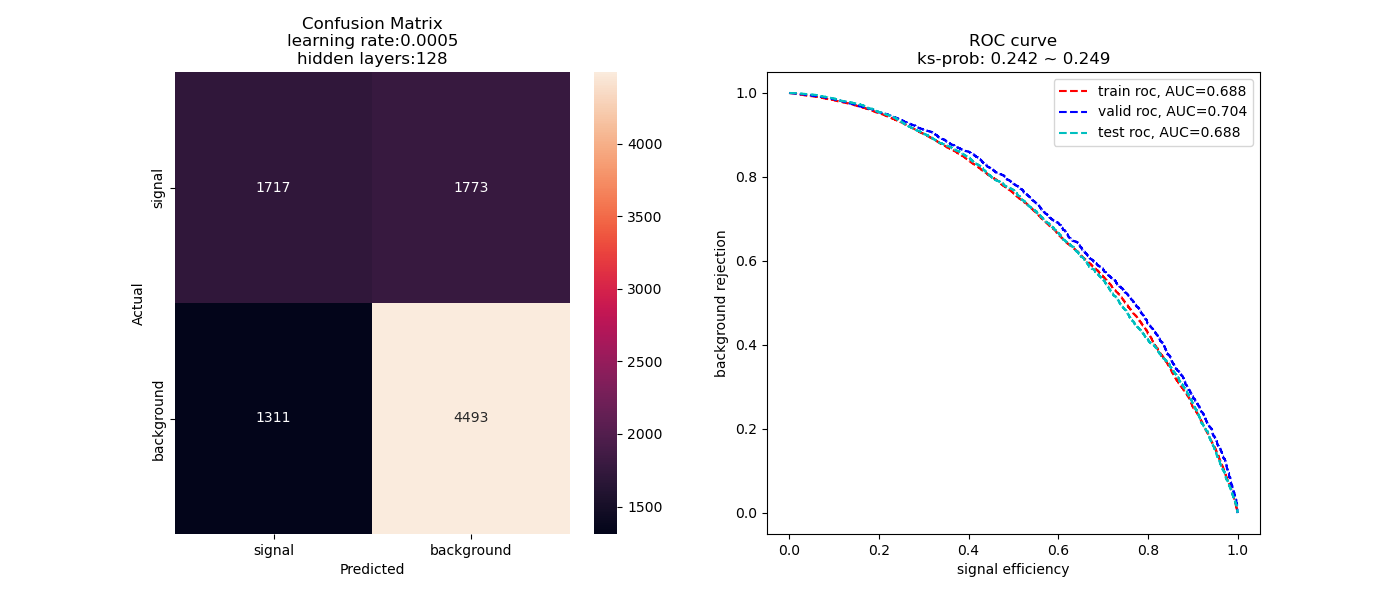 Confusion Matrix
learning rate:0.0005
hidden layers:128
signal
background
Actual
1717
1773
1311
4493
signal
background
Predicted
4000
3500
3000
2500
2000
1500
ROC curve
ks-prob: 0.242 ~ 0.249
train roc, AUC=0.688
valid roc, AUC=0.704
test roc, AUC=0.688
background rejection
1.0
0.8
0.6
0.4
0.2
0.0
0.0
0.2
0.4
0.6
0.8
1.0
signal efficiency